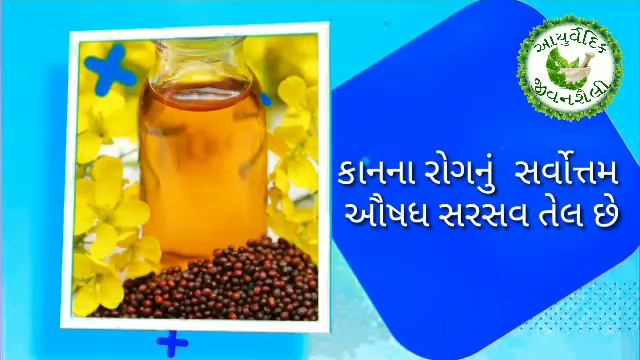 આયુર્વેદિક
જીવનશૈલી
કાનના રોગનું સર્વોત્તમ
ઔષધ સરસવ તેલ છે